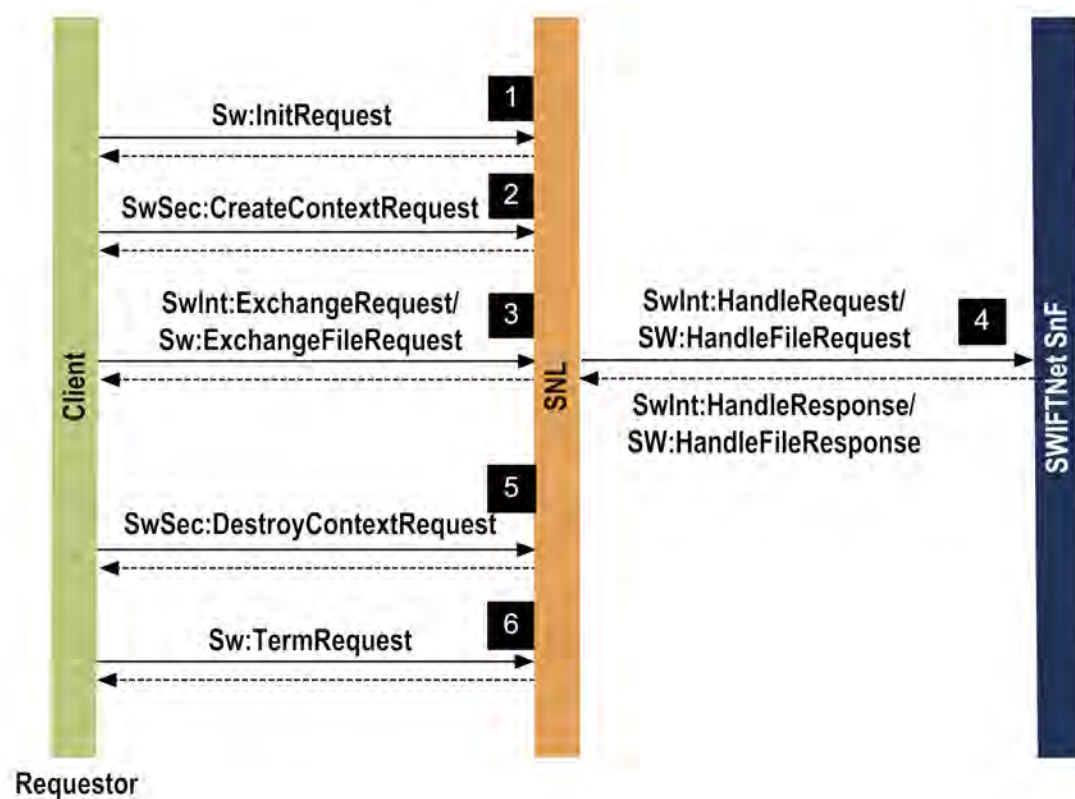 1
Sw:InitRequest
2
SwSec:CreateContextRequest
SwInt:ExchangeRequest/
Sw:ExchangeFileRequest
3
SwInt:HandleRequest/
SW:HandleFileRequest
4
SwInt:HandleResponse/
SW:HandleFileResponse
Client
SNL
SWIFTNet SnF
5
SwSec:DestroyContextRequest
6
Sw:TermRequest
Requestor